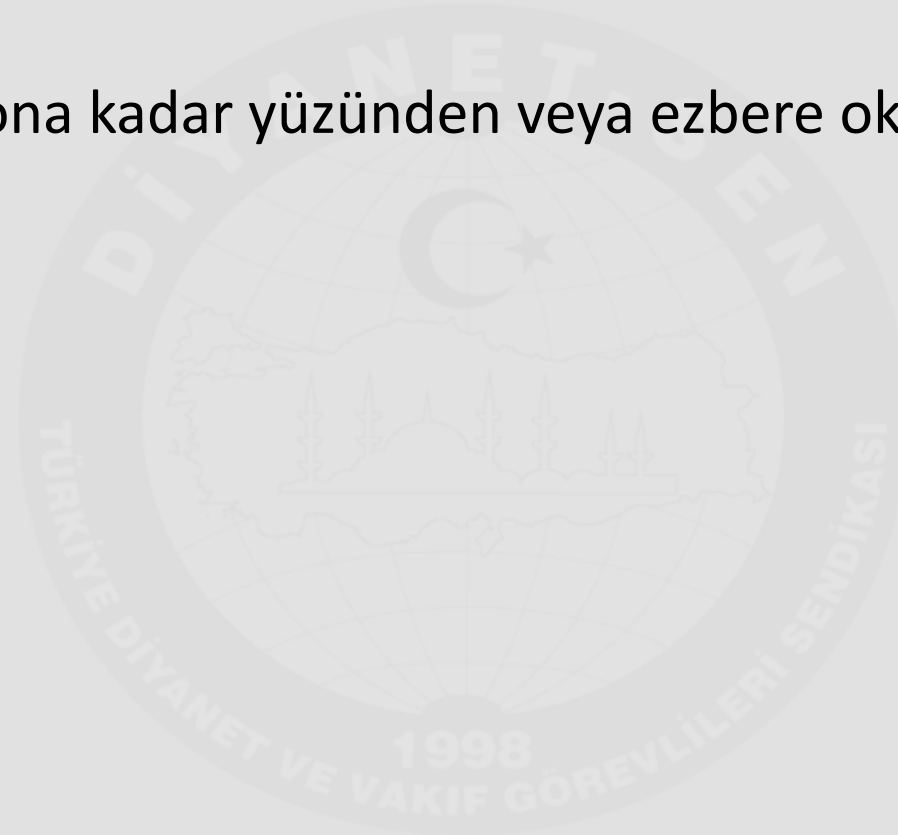 ona kadar yüzünden veya ezbere ok
DİYANET-SEN
TÜRKİYE DİYANET VE VAKIF GÖREVLİLERİ SENDİKASI
1998